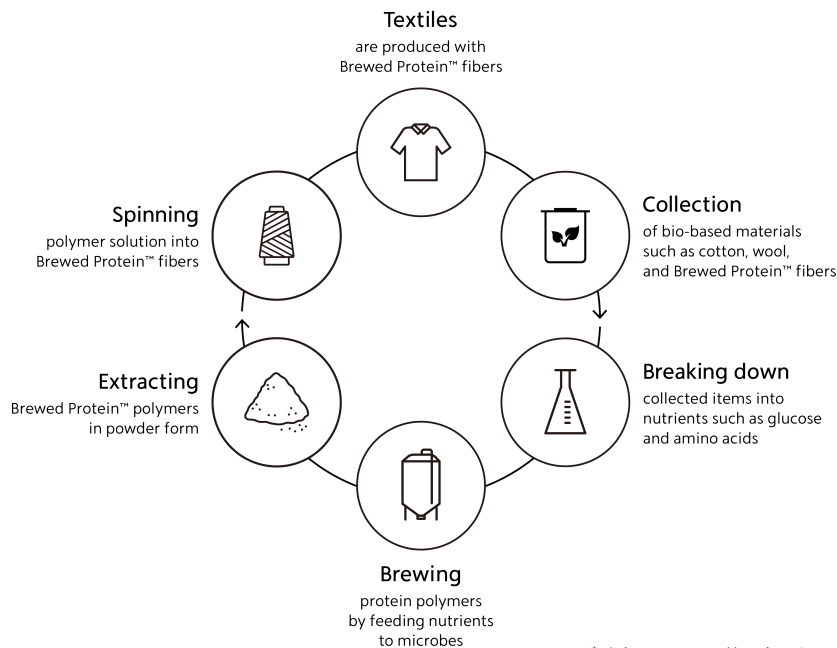 Textiles
are produced with
Brewed Protein™ fibers
Collection
of bio-based materials
such as cotton, wool,
and Brewed Protein™ fibers
Breaking down
collected items into
nutrients such as glucose
and amino acids
Brewing
protein polymers
by feeding nutrients
to microbes
Extracting
Brewed Protein™ polymers
in powder form
Spinning
polymer solution into
Brewed Protein™ fibers